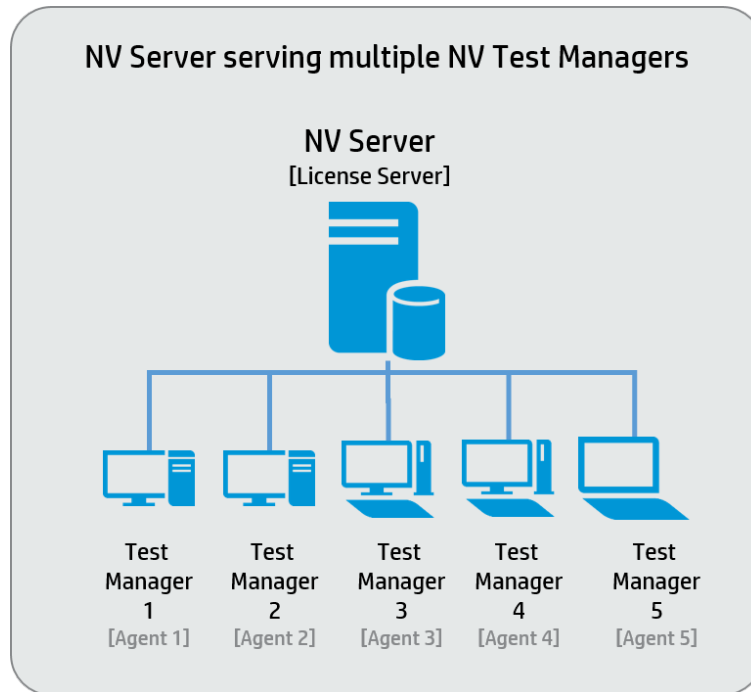 NV Server serving multiple NV Test Managers
NV Server
[License Server]
Test Test Test Test Test
Manager Manager Manager Manager Manager
1 2 3 4 5
[Agent 1] [Agent 2] [Agent 3] [Agent 4] [Agent 5]